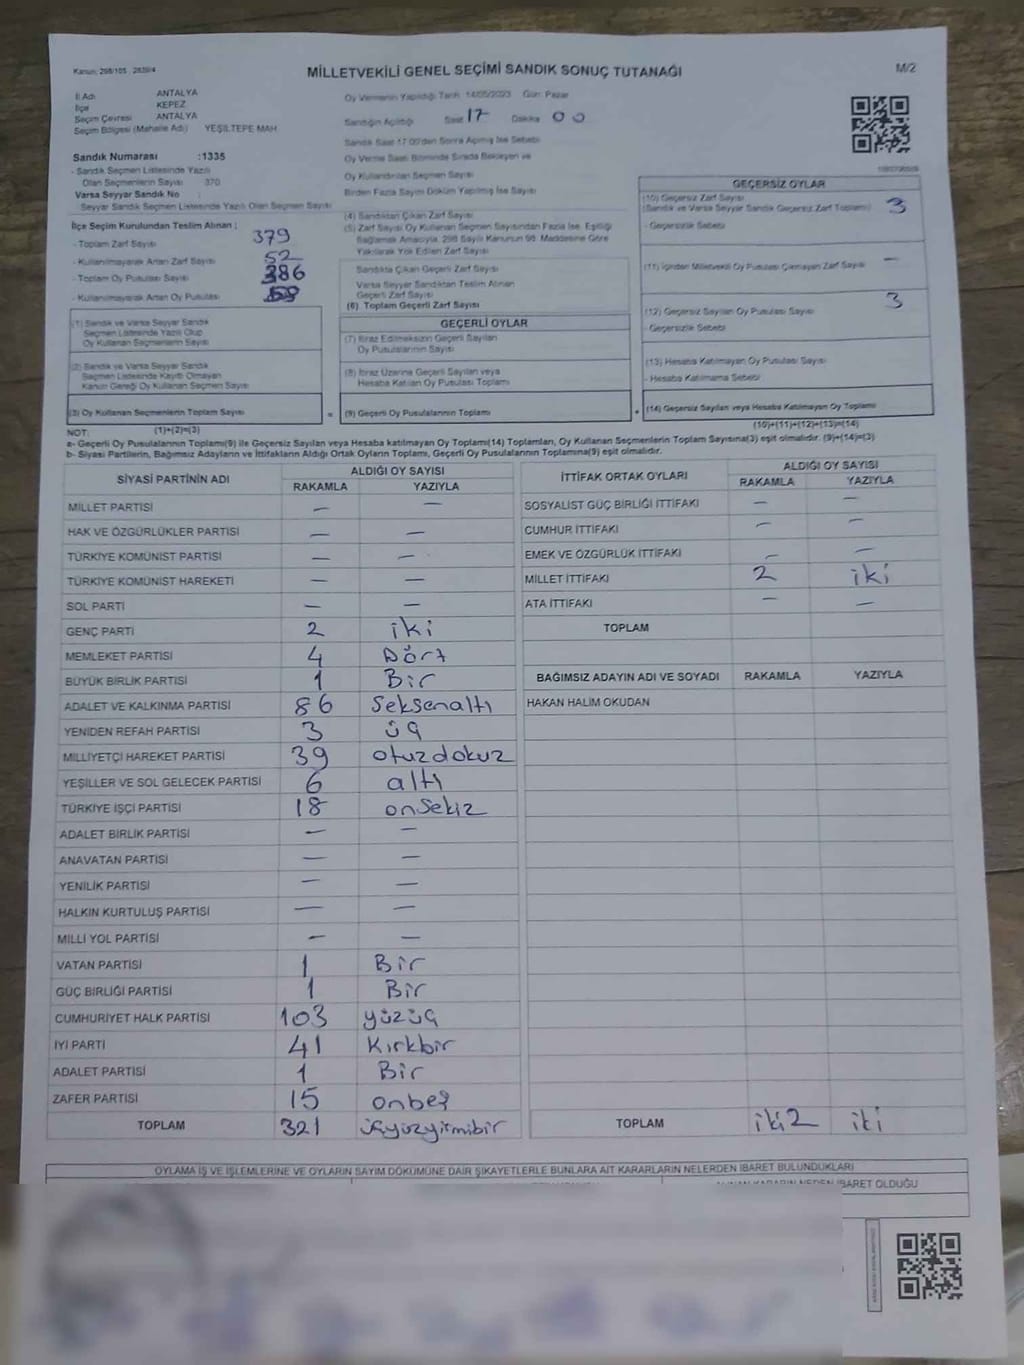 Kanun: 298/105 2839/4
MİLLETVEKİLİ GENEL SEÇİMİ SANDIK SONUÇ TUTANAĞI
M/2
İl Adı ANTALYA
İlçe KEPEZ
Seçim Çevresi ANTALYA
Seçim Bölgesi (Mahalle Adı) YEŞİLTEPE MAH
Sandık Numarası :1335
- Sandık Seçmen Listesinde Yazılı
Olan Seçmenlerin Sayısı : 370
Varsa Seyyar Sandık No :
Seyyar Sandık Seçmen Listesinde Yazılı Olan Seçmen Sayısı
İlçe Seçim Kurulundan Teslim Alınan ;
- Toplam Zarf Sayısı 379
- Kullanılmayarak Artan Zarf Sayısı 52
- Toplam Oy Pusulası Sayısı 386
- Kullanılmayarak Artan Oy Pusulası
Oy Vermenin Yapıldığı Tarih: 14/05/2023 Gün: Pazar
Sandığın Açıldığı Saat 17 Dakika 00
Sandık Saat 17.00'den Sonra Açılmış İse Sebebi
Oy Verme Saati Bitiminde Sırada Bekleyen ve
Oy Kullandırılan Seçmen Sayısı
Birden Fazla Sayım Döküm Yapılmış İse Sayısı
(4) Sandıktan Çıkan Zarf Sayısı
(5) Zarf Sayısı Oy Kullanan Seçmen Sayısından Fazla İse, Eşitliği
Sağlamak Amacıyla, 298 Sayılı Kanunun 98. Maddesine Göre
Yakılarak Yok Edilen Zarf Sayısı
Sandıkta Çıkan Geçerli Zarf Sayısı
Varsa Seyyar Sandıktan Teslim Alınan
Geçerli Zarf Sayısı
(6) Toplam Geçerli Zarf Sayısı
GEÇERSİZ OYLAR
(10) Geçersiz Zarf Sayısı 3
(Sandık ve Varsa Seyyar Sandık Geçersiz Zarf Toplamı)
- Geçersizlik Sebebi
(11) İçinden Milletvekili Oy Pusulası Çıkmayan Zarf Sayısı —
(12) Geçersiz Sayılan Oy Pusulası Sayısı 3
- Geçersizlik Sebebi
(13) Hesaba Katılmayan Oy Pusulası Sayısı
- Hesaba Katılmama Sebebi
(14) Geçersiz Sayılan veya Hesaba Katılmayan Oy Toplamı
(10)+(11)+(12)+(13)=(14)
(1) Sandık ve Varsa Seyyar Sandık
Seçmen Listesinde Yazılı Olup
Oy Kullanan Seçmenlerin Sayısı
(2) Sandık ve Varsa Seyyar Sandık
Seçmen Listesinde Kayıtlı Olmayan
Kanun Gereği Oy Kullanan Seçmen Sayısı
(3) Oy Kullanan Seçmenlerin Toplam Sayısı =
(1)+(2)=(3)
GEÇERLİ OYLAR
(7) İtiraz Edilmeksizin Geçerli Sayılan
Oy Pusulalarının Sayısı
(8) İtiraz Üzerine Geçerli Sayılan veya
Hesaba Katılan Oy Pusulası Toplamı
(9) Geçerli Oy Pusulalarının Toplamı +
NOT:
a- Geçerli Oy Pusulalarının Toplamı(9) ile Geçersiz Sayılan veya Hesaba katılmayan Oy Toplamı(14) Toplamları, Oy Kullanan Seçmenlerin Toplam Sayısına(3) eşit olmalıdır. (9)+(14)=(3)
b- Siyasi Partilerin, Bağımsız Adayların ve İttifakların Aldığı Ortak Oyların Toplamı, Geçerli Oy Pusulalarının Toplamına(9) eşit olmalıdır.
SİYASİ PARTİNİN ADI ALDIĞI OY SAYISI
RAKAMLA YAZIYLA
MİLLET PARTİSİ — —
HAK VE ÖZGÜRLÜKLER PARTİSİ — —
TÜRKİYE KOMÜNİST PARTİSİ — —
TÜRKİYE KOMÜNİST HAREKETİ — —
SOL PARTİ — —
GENÇ PARTİ 2 iki
MEMLEKET PARTİSİ 4 Dört
BÜYÜK BİRLİK PARTİSİ 1 Bir
ADALET VE KALKINMA PARTİSİ 86 Seksenaltı
YENİDEN REFAH PARTİSİ 3 üç
MİLLİYETÇİ HAREKET PARTİSİ 39 otuzdokuz
YEŞİLLER VE SOL GELECEK PARTİSİ 6 altı
TÜRKİYE İŞÇİ PARTİSİ 18 onsekiz
ADALET BİRLİK PARTİSİ — —
ANAVATAN PARTİSİ — —
YENİLİK PARTİSİ — —
HALKIN KURTULUŞ PARTİSİ — —
MİLLİ YOL PARTİSİ — —
VATAN PARTİSİ 1 Bir
GÜÇ BİRLİĞİ PARTİSİ 1 Bir
CUMHURİYET HALK PARTİSİ 103 yüzüç
İYİ PARTİ 41 Kırkbir
ADALET PARTİSİ 1 Bir
ZAFER PARTİSİ 15 onbeş
TOPLAM 321 üçyüzyirmibir
İTTİFAK ORTAK OYLARI ALDIĞI OY SAYISI
RAKAMLA YAZIYLA
SOSYALİST GÜÇ BİRLİĞİ İTTİFAKI — —
CUMHUR İTTİFAKI — —
EMEK VE ÖZGÜRLÜK İTTİFAKI — —
MİLLET İTTİFAKI 2 iki
ATA İTTİFAKI — —
TOPLAM
BAĞIMSIZ ADAYIN ADI VE SOYADI RAKAMLA YAZIYLA
HAKAN HALİM OKUDAN
TOPLAM iki2 iki
OYLAMA İŞ VE İŞLEMLERİNE VE OYLARIN SAYIM DÖKÜMÜNE DAİR ŞİKAYETLERLE BUNLARA AİT KARARLARIN NELERDEN İBARET BULUNDUKLARI
ALINAN KARARIN NEDEN İBARET OLDUĞU